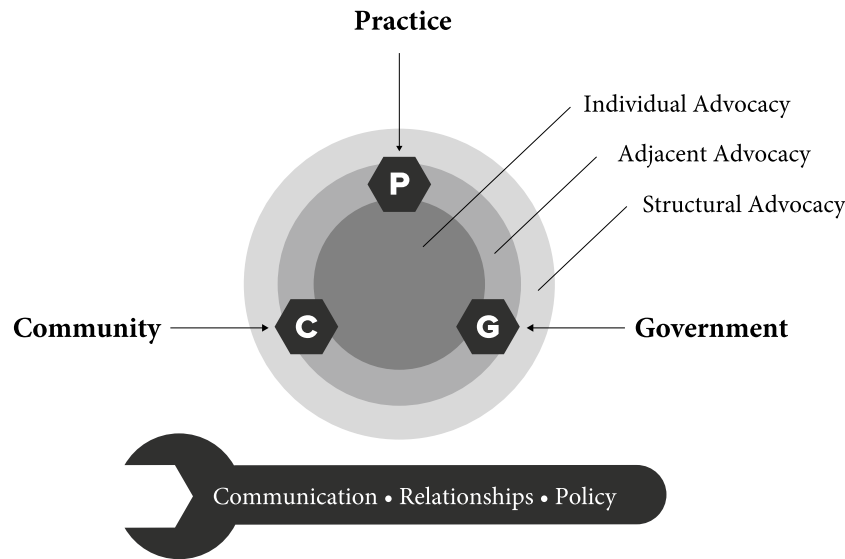 Practice
Individual Advocacy
Adjacent Advocacy
P
Structural Advocacy
Community
C
G
Government
Communication • Relationships • Policy